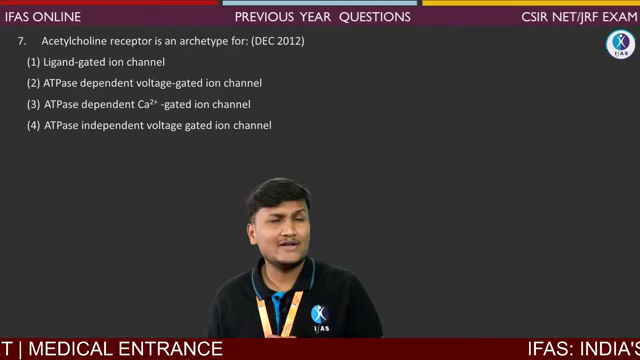 IFAS ONLINE PREVIOUS YEAR QUESTIONS CSIR NET/JRF EXAM
7. Acetylcholine receptor is an archetype for: (DEC 2012)
(1) Ligand-gated ion channel
(2) ATPase dependent voltage-gated ion channel
(3) ATPase dependent Ca²⁺ -gated ion channel
(4) ATPase independent voltage gated ion channel
IFAS
IFAS
T | MEDICAL ENTRANCE IFAS: INDIA'S